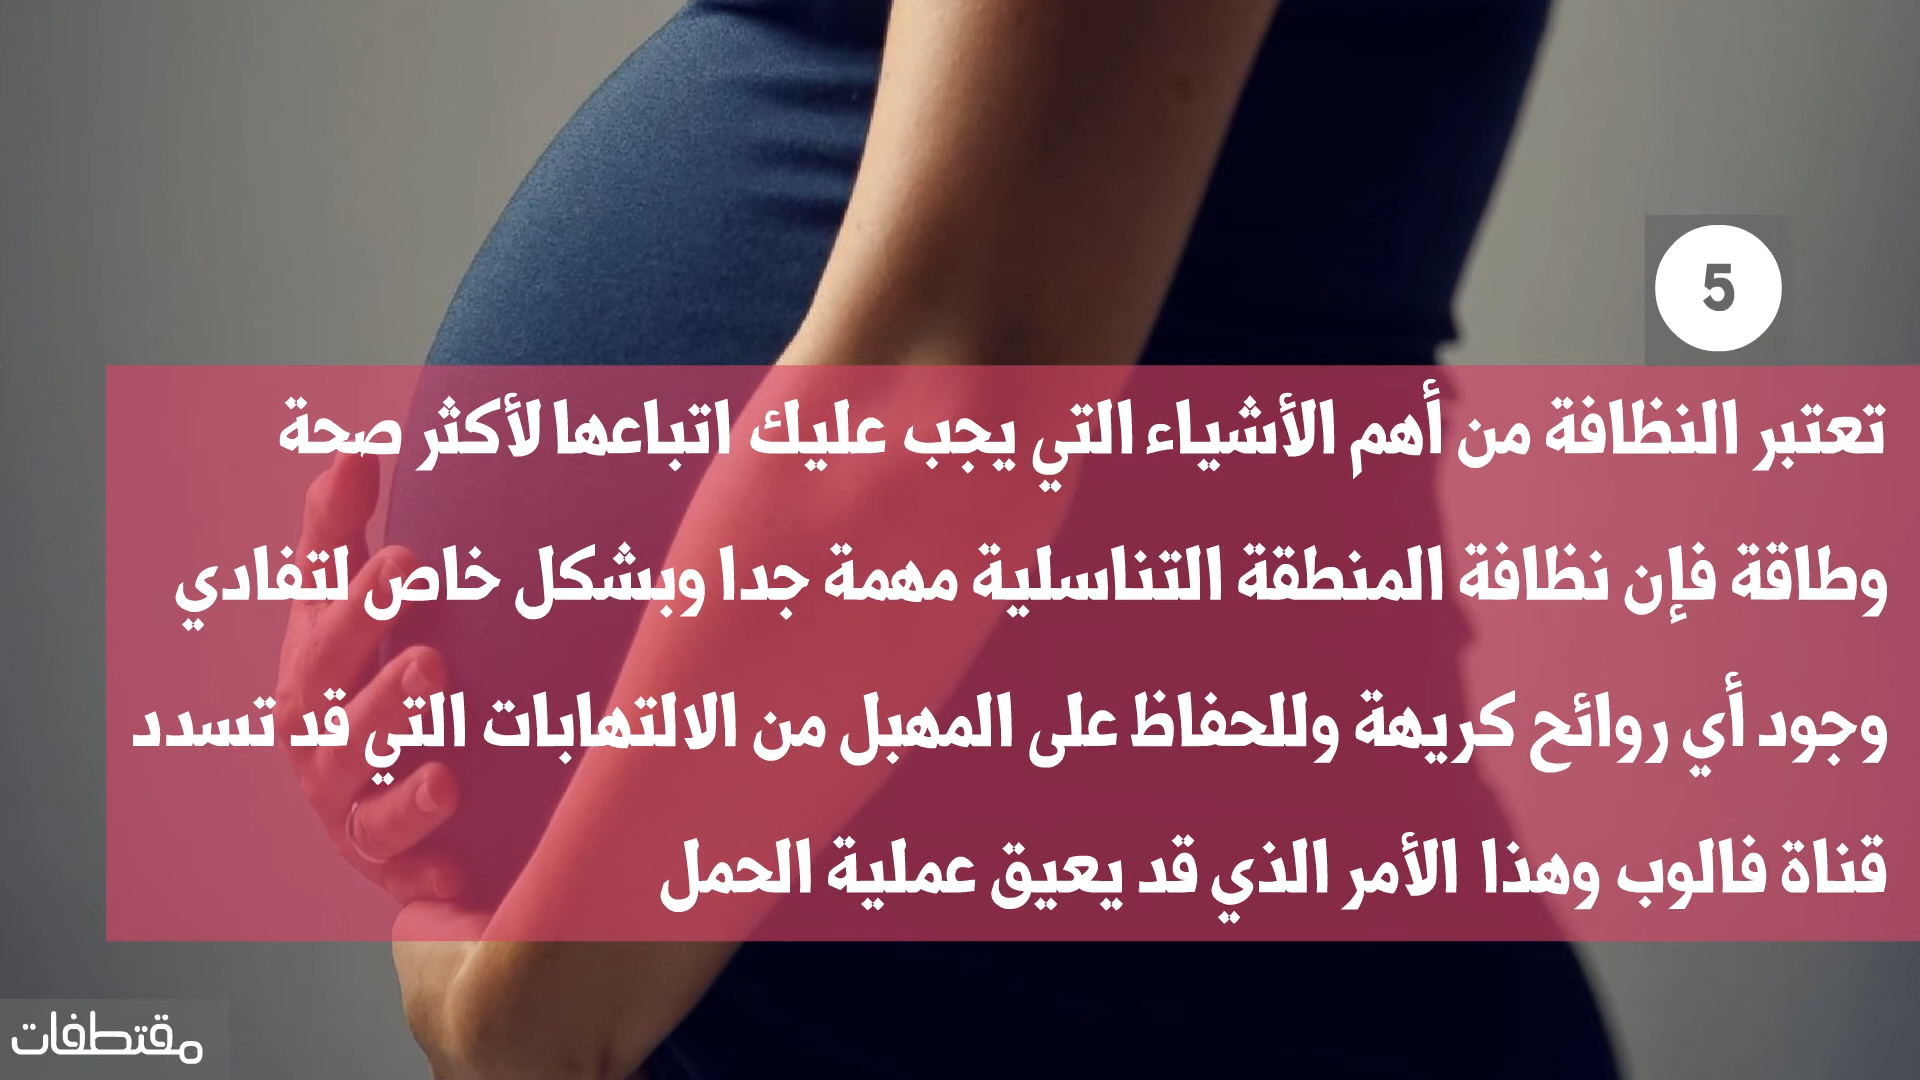 5
تعتبر النظافة من أهم الأشياء التي يجب عليك اتباعها لأكثر صحة
وطاقة فإن نظافة المنطقة التناسلية مهمة جدا وبشكل خاص لتفادي
وجود أي روائح كريهة وللحفاظ على المهبل من الالتهابات التي قد تسدد
قناة فالوب وهذا الأمر الذي قد يعيق عملية الحمل
مقتطفات